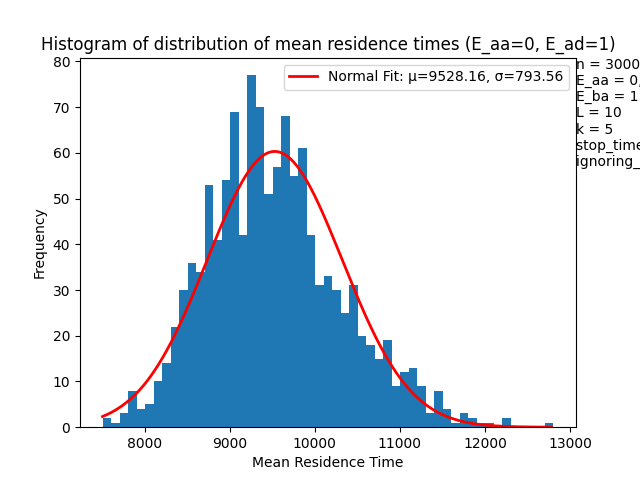 Histogram of distribution of mean residence times (E_aa=0, E_ad=1)
Normal Fit: μ=9528.16, σ=793.56
n = 3000
E_aa = 0,
E_ba = 1
L = 10
k = 5
stop_time
ignoring_
80
70
60
50
40
30
20
10
0
Frequency
8000 9000 10000 11000 12000 13000
Mean Residence Time